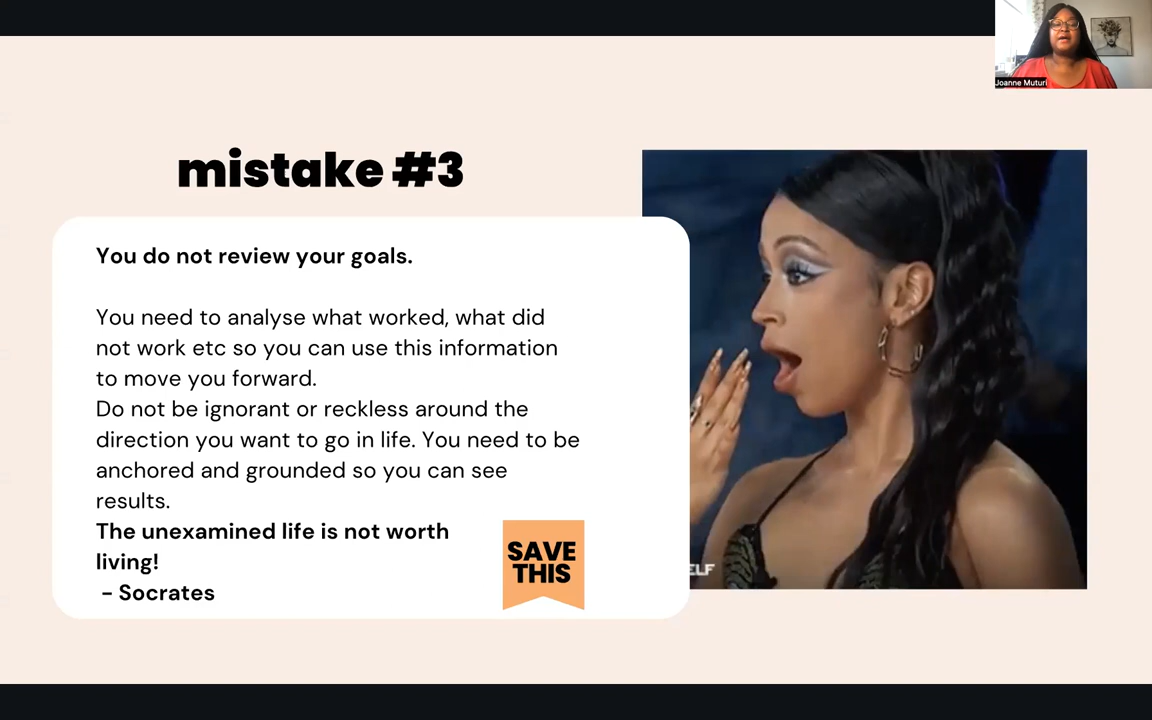 Joanne Muturi
mistake #3
You do not review your goals.
You need to analyse what worked, what did
not work etc so you can use this information
to move you forward.
Do not be ignorant or reckless around the
direction you want to go in life. You need to be
anchored and grounded so you can see
results.
The unexamined life is not worth
living!
- Socrates
SAVE
THIS
ELF